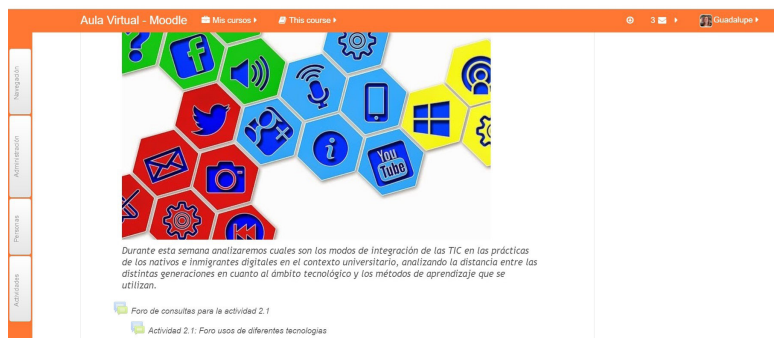 Aula Virtual - Moodle Mis cursos This course 3 Guadalupe
Navegación
Administración
Personas
Actividades
You
Tube
Durante esta semana analizaremos cuales son los modos de integración de las TIC en las prácticas
de los nativos e inmigrantes digitales en el contexto universitario, analizando la distancia entre las
distintas generaciones en cuanto al ámbito tecnológico y los métodos de aprendizaje que se
utilizan.
Foro de consultas para la actividad 2.1
Actividad 2.1: Foro usos de diferentes tecnologias